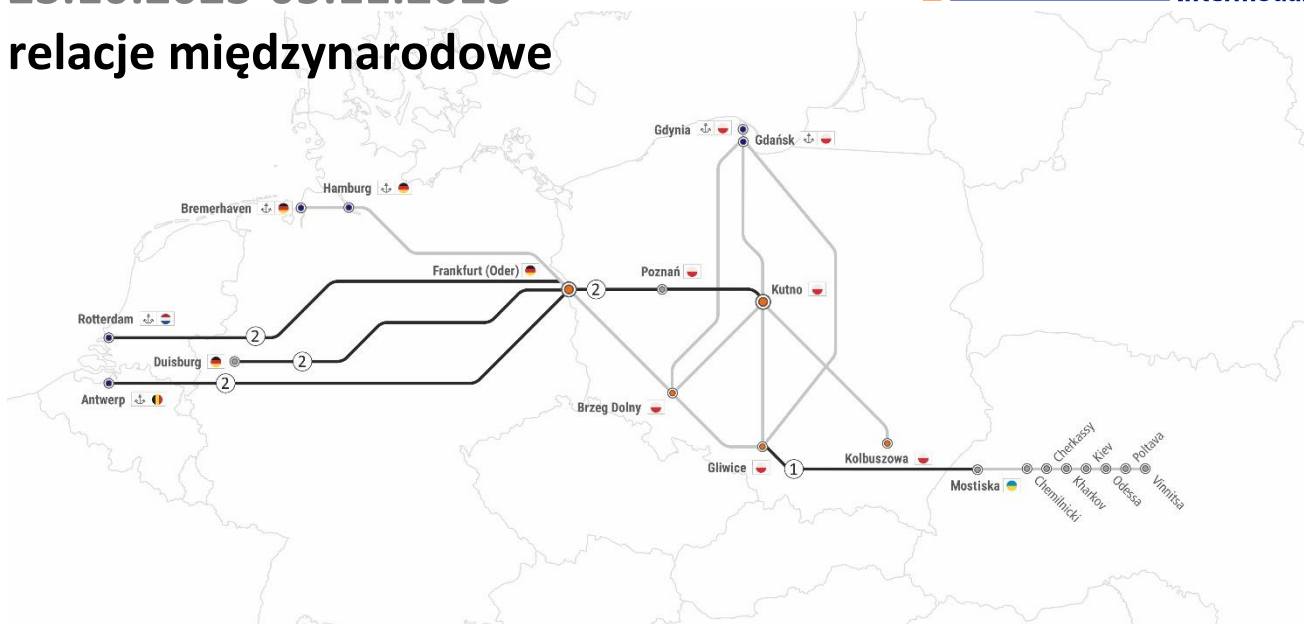 relacje międzynarodowe
Gdynia
Gdańsk
Hamburg
Bremerhaven
Frankfurt (Oder)
2
Poznań
Kutno
Rotterdam
2
Duisburg
2
Antwerp
2
Brzeg Dolny
Gliwice
1
Kolbuszowa
Mostiska
Chemilnicki
Cherkassy
Kharkov
Kiev
Odessa
Poltava
Vinnitsa